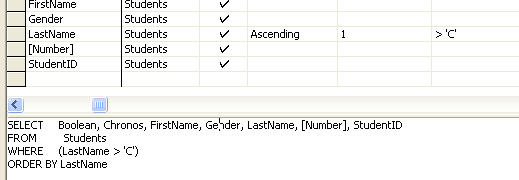 FirstName Students
Gender Students
LastName Students Ascending 1 > 'C'
[Number] Students
StudentID Students
SELECT Boolean, Chronos, FirstName, Gender, LastName, [Number], StudentID
FROM Students
WHERE (LastName > 'C')
ORDER BY LastName